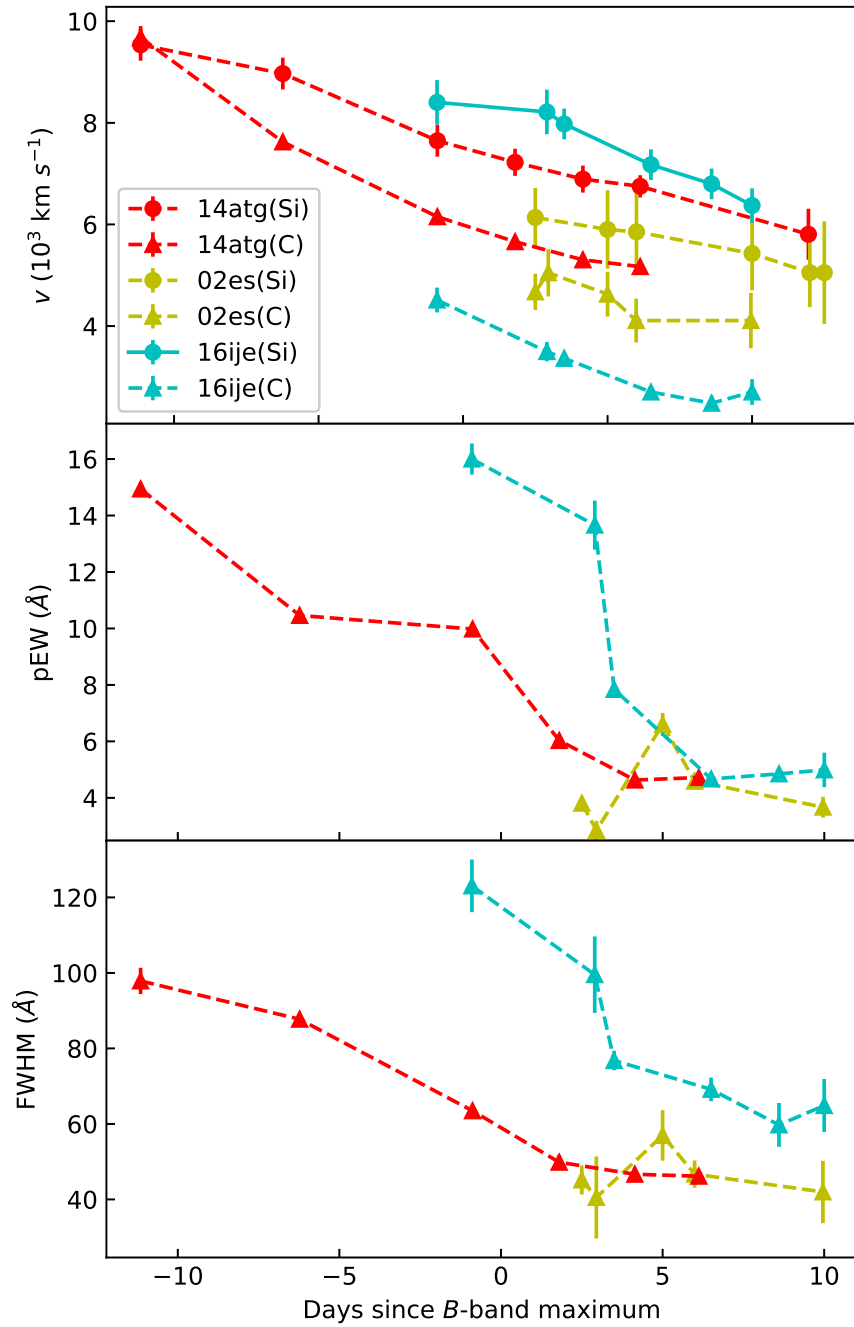 10
8
6
4
v (10³ km s⁻¹)
14atg(Si)
14atg(C)
02es(Si)
02es(C)
16ije(Si)
16ije(C)
16
14
12
10
8
6
4
pEW (Å)
120
100
80
60
40
FWHM (Å)
−10 −5 0 5 10
Days since B-band maximum